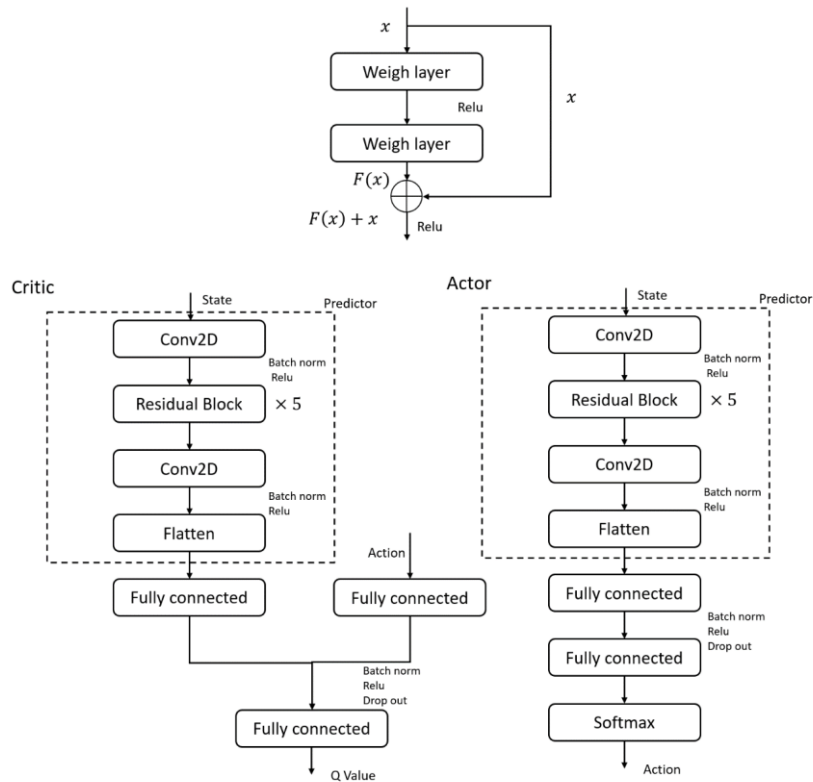 x
Weigh layer
Relu
x
Weigh layer
F(x)
F(x) + x
Relu
Critic
State
Predictor
Conv2D
Batch norm
Relu
Residual Block
× 5
Conv2D
Batch norm
Relu
Flatten
Action
Fully connected
Fully connected
Batch norm
Relu
Drop out
Fully connected
Q Value
Actor
State
Predictor
Conv2D
Batch norm
Relu
Residual Block
× 5
Conv2D
Batch norm
Relu
Flatten
Fully connected
Batch norm
Relu
Drop out
Fully connected
Softmax
Action